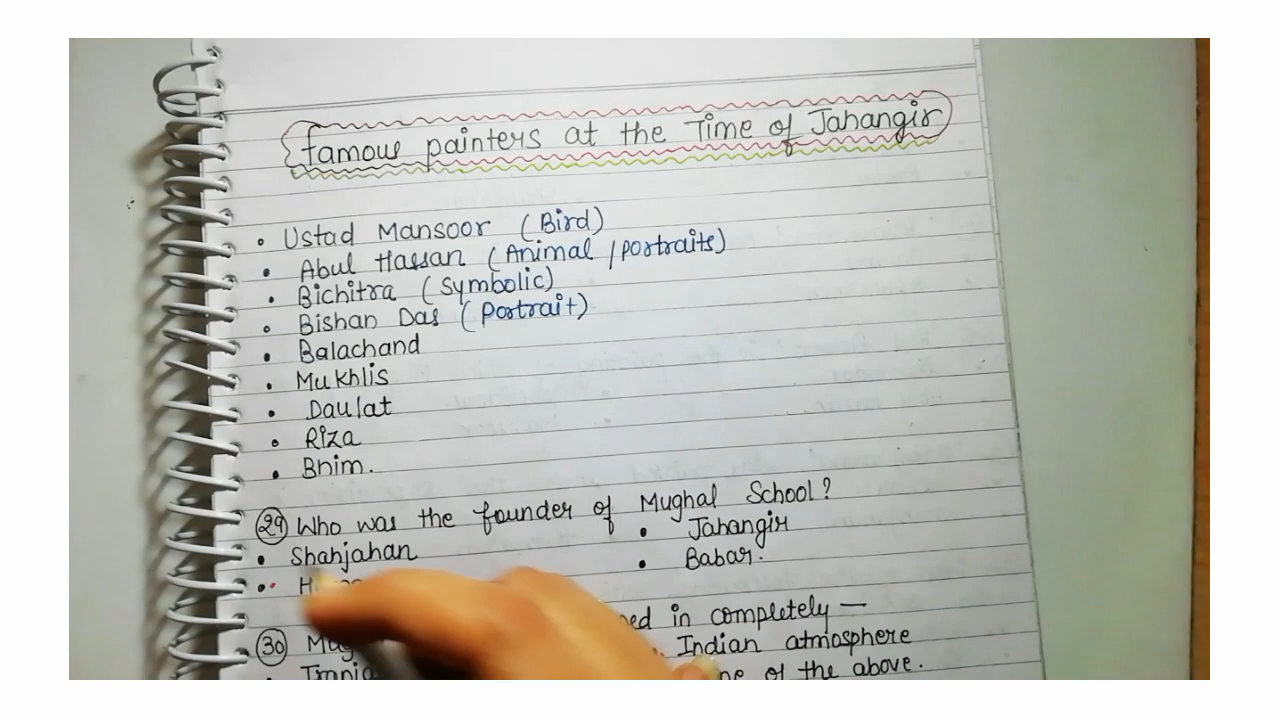 Famous painters at the Time of Jahangir
• Ustad Mansoor (Bird)
• Abul Hassan (Animal / portraits)
• Bichitra (Symbolic)
• Bishan Das (Portrait)
• Balachand
• Mukhlis
• Daulat
• Riza
• Bhim.
29 Who was the founder of Mughal School?
• Shahjahan • Jahangir
• • Babar.
30 in completely —
Indian atmosphere
of the above.